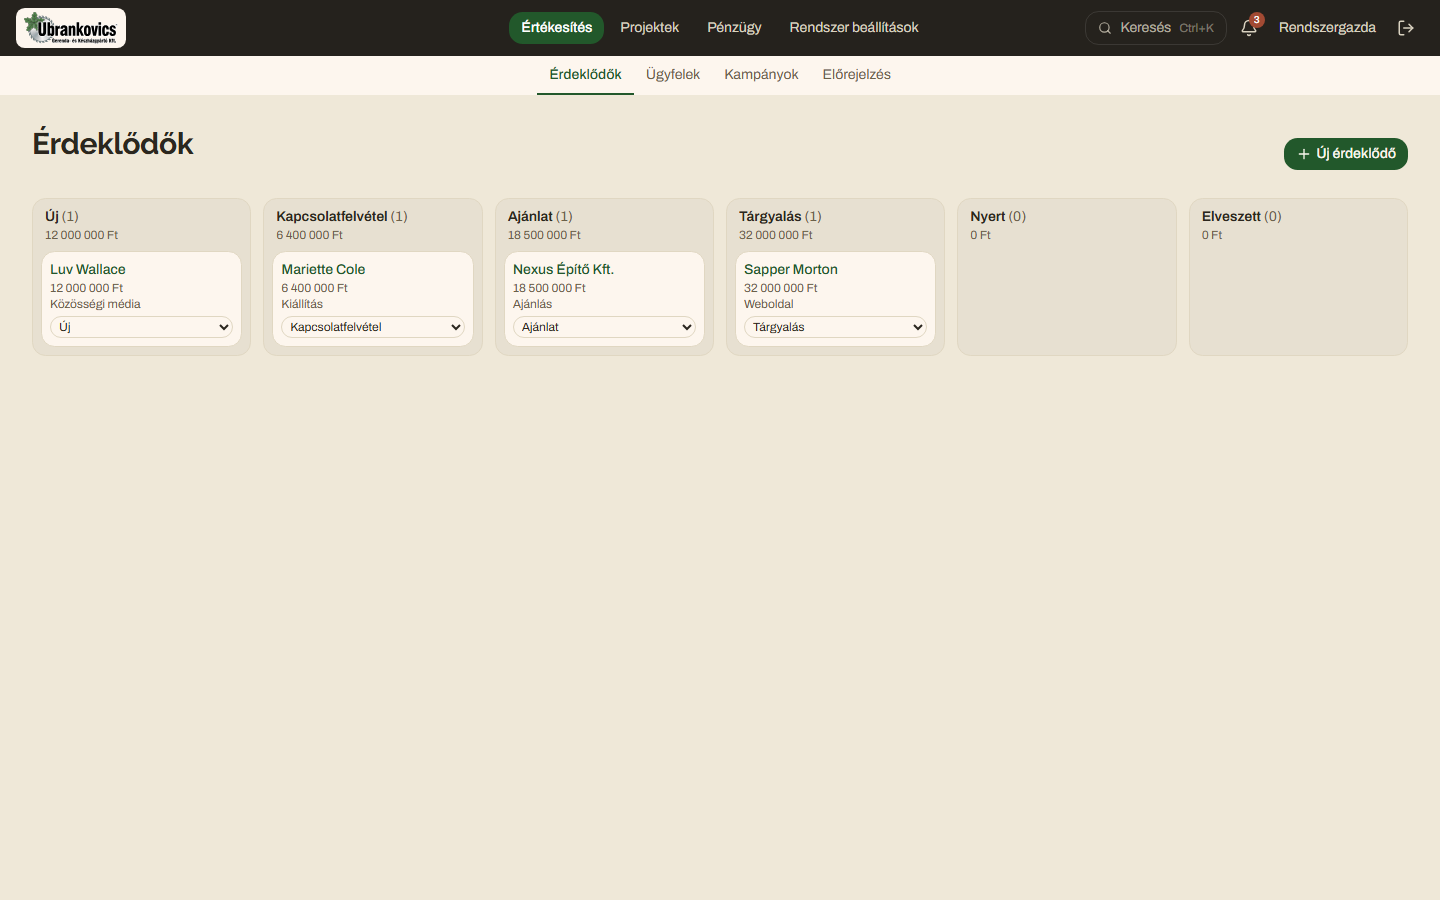 Ubrankovics
Gerenda- és Készházgyártó Kft.
Értékesítés Projektek Pénzügy Rendszer beállítások
Keresés Ctrl+K 3 Rendszergazda
Érdeklődők Ügyfelek Kampányok Előrejelzés
Érdeklődők
+ Új érdeklődő
Új (1)
12 000 000 Ft
Luv Wallace
12 000 000 Ft
Közösségi média
Új
Kapcsolatfelvétel (1)
6 400 000 Ft
Mariette Cole
6 400 000 Ft
Kiállítás
Kapcsolatfelvétel
Ajánlat (1)
18 500 000 Ft
Nexus Építő Kft.
18 500 000 Ft
Ajánlás
Ajánlat
Tárgyalás (1)
32 000 000 Ft
Sapper Morton
32 000 000 Ft
Weboldal
Tárgyalás
Nyert (0)
0 Ft
Elveszett (0)
0 Ft